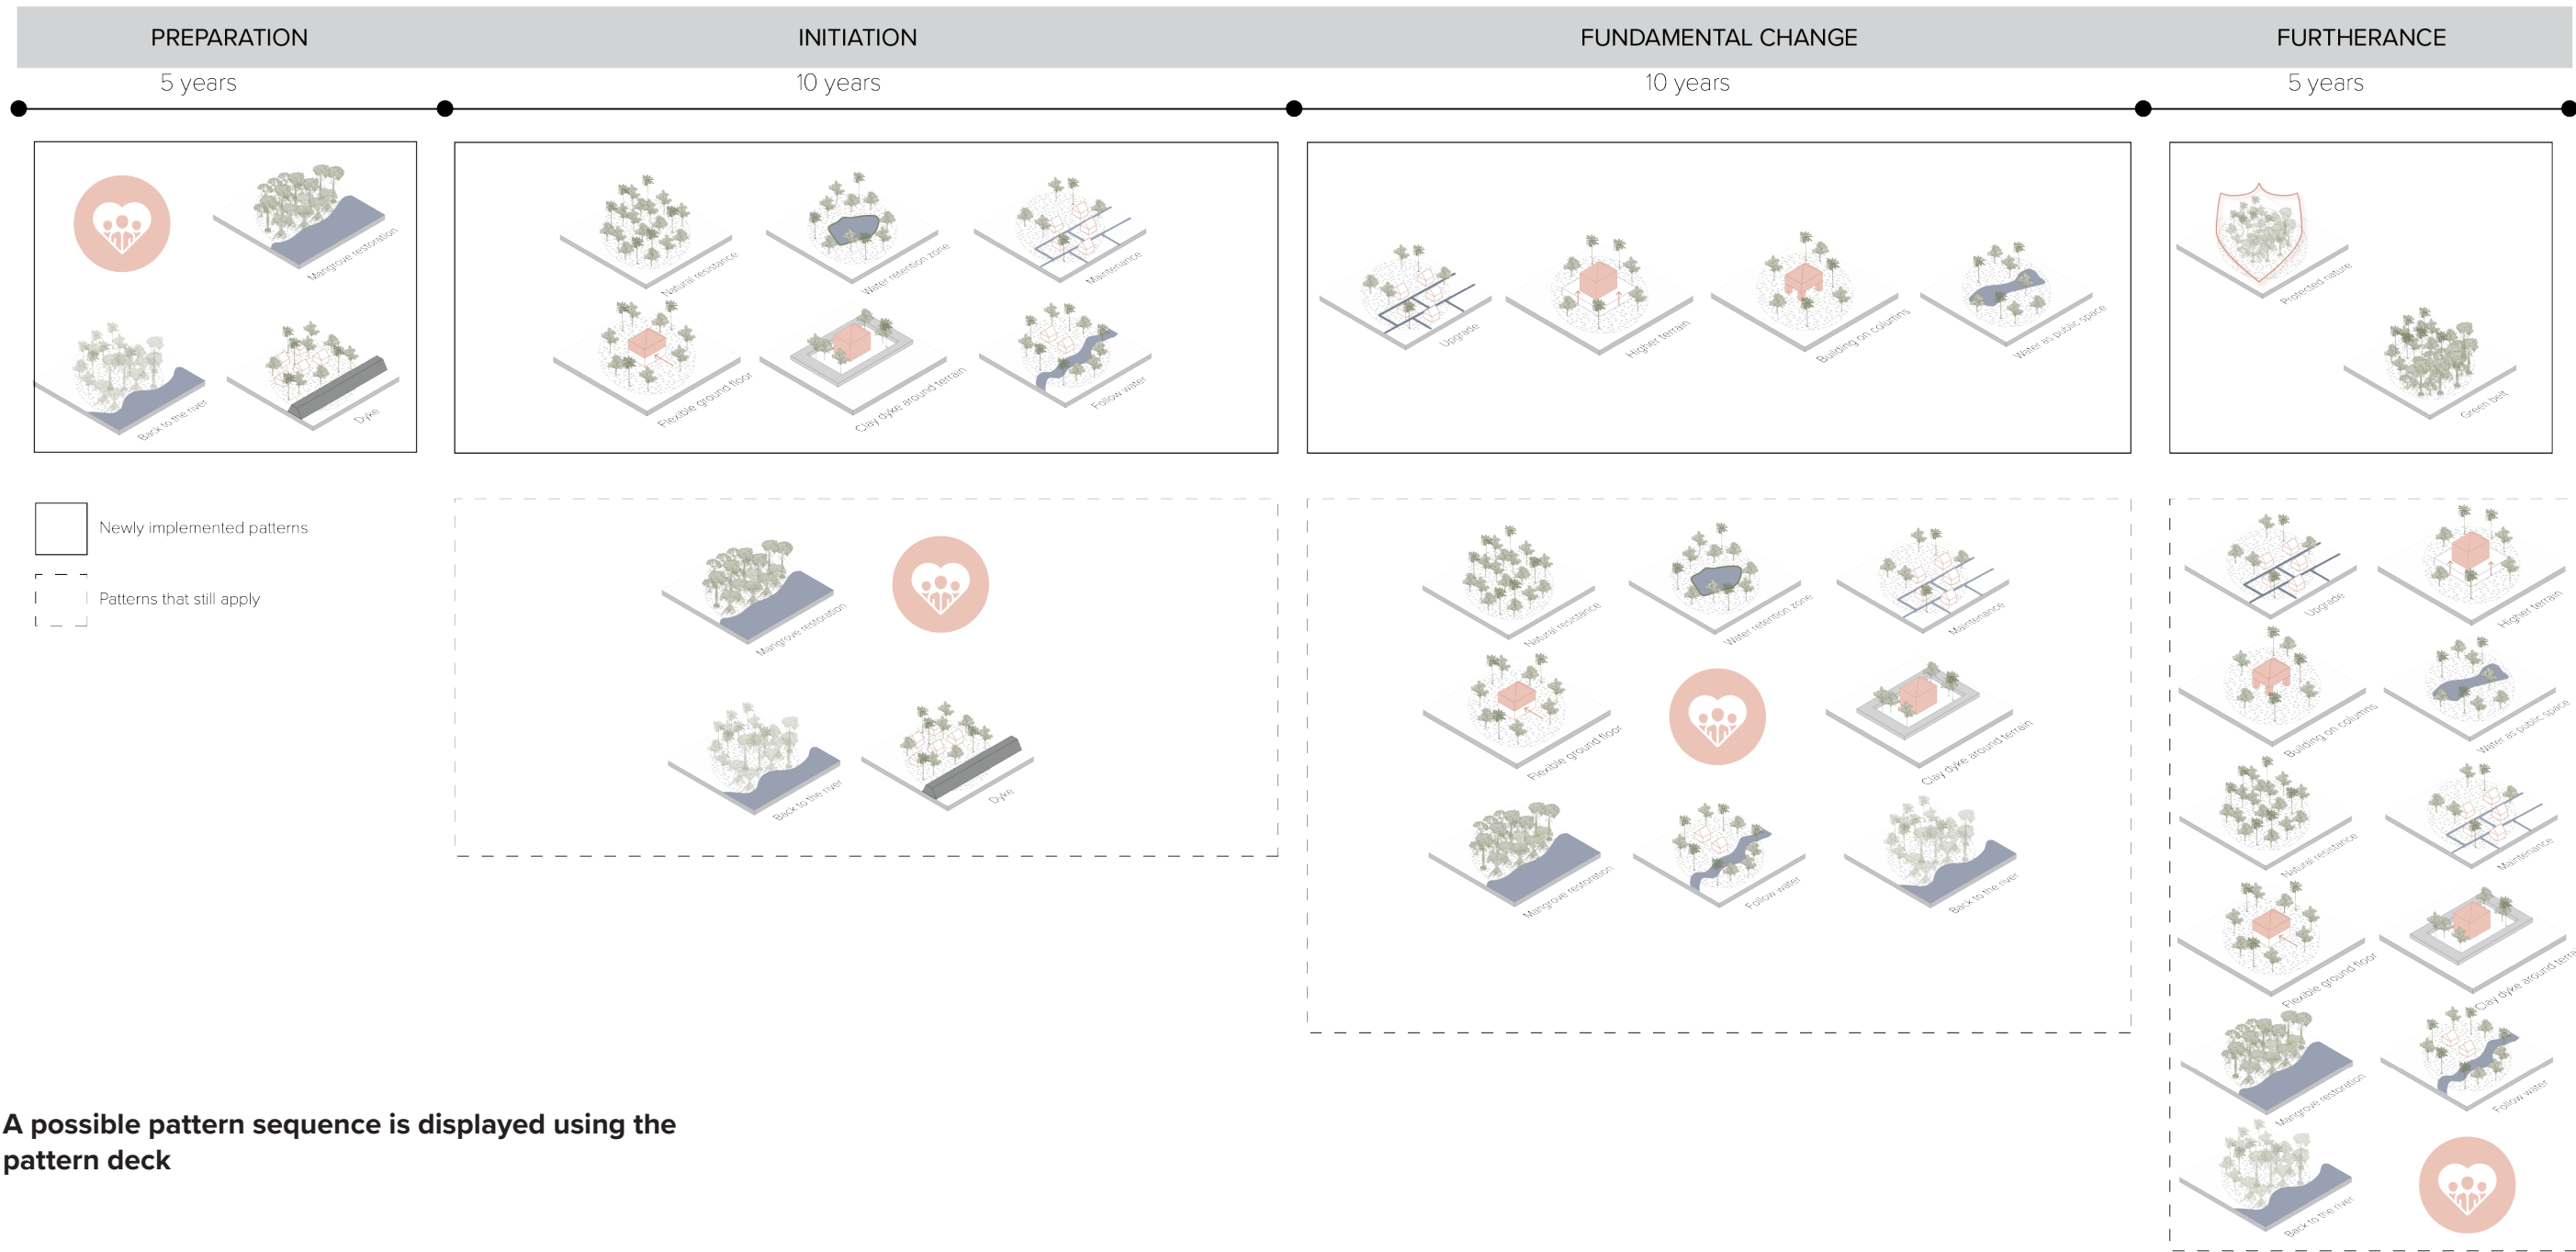 PREPARATION
INITIATION
FUNDAMENTAL CHANGE
FURTHERANCE
5 years
10 years
10 years
5 years
Mangrove restoration
Back to the river
Dyke
Natural resistance
Water retention zone
Maintenance
Flexible ground floor
Clay dyke around terrain
Follow water
Upgrade
Higher terrain
Building on columns
Water as public space
Protected nature
Green belt
Newly implemented patterns
Patterns that still apply
Mangrove restoration
Back to the river
Dyke
Natural resistance
Water retention zone
Maintenance
Flexible ground floor
Clay dyke around terrain
Mangrove restoration
Follow water
Back to the river
Upgrade
Higher terrain
Building on columns
Water as public space
Natural resistance
Maintenance
Flexible ground floor
Clay dyke around terra
Mangrove restoration
Follow water
Back to the river
A possible pattern sequence is displayed using the
pattern deck